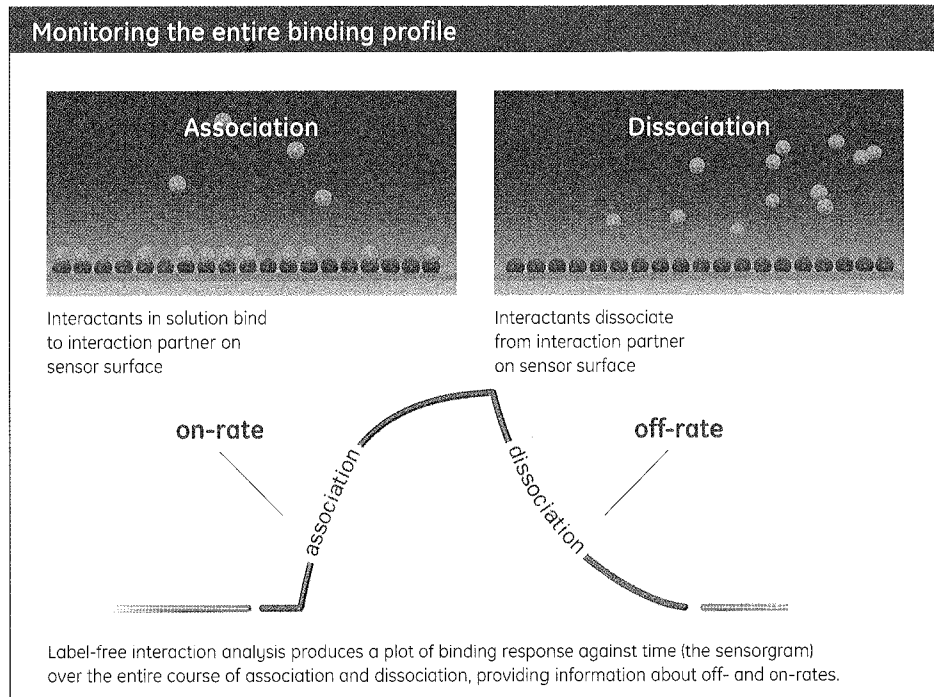 Monitoring the entire binding profile
Association
Dissociation
Interactants in solution bind
to interaction partner on
sensor surface
Interactants dissociate
from interaction partner
on sensor surface
on-rate
off-rate
association
dissociation
Label-free interaction analysis produces a plot of binding response against time (the sensorgram)
over the entire course of association and dissociation, providing information about off- and on-rates.